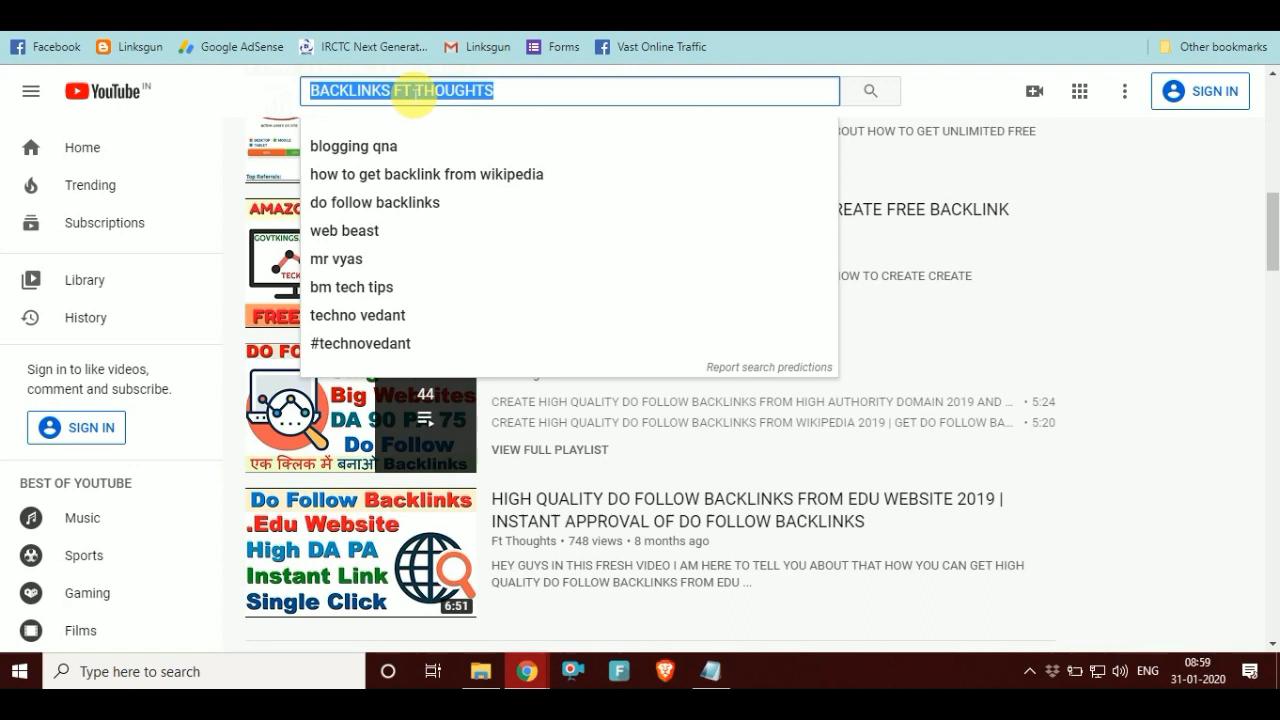 Facebook
Linksgun
Google AdSense
IRCTC Next Generat...
Linksgun
Forms
Vast Online Traffic
Other bookmarks
YouTube IN
BACKLINKS FT THOUGHTS
SIGN IN
Home
Trending
Subscriptions
Library
History
Sign in to like videos,
comment and subscribe.
SIGN IN
BEST OF YOUTUBE
Music
Sports
Gaming
Films
blogging qna
how to get backlink from wikipedia
do follow backlinks
web beast
mr vyas
bm tech tips
techno vedant
#technovedant
Report search predictions
Top Referrals:
BOUT HOW TO GET UNLIMITED FREE
AMAZ
GOVTKINGS.
TECK
FREE
REATE FREE BACKLINK
OW TO CREATE CREATE
DO FO
Big Websites
DA 90 PA 75
Do Follow
एक क्लिक में बनाओ Backlinks
44
CREATE HIGH QUALITY DO FOLLOW BACKLINKS FROM HIGH AUTHORITY DOMAIN 2019 AND ... • 5:24
CREATE HIGH QUALITY DO FOLLOW BACKLINKS FROM WIKIPEDIA 2019 | GET DO FOLLOW BA... • 5:20
VIEW FULL PLAYLIST
Do Follow Backlinks
.Edu Website
High DA PA
Instant Link
Single Click
6:51
HIGH QUALITY DO FOLLOW BACKLINKS FROM EDU WEBSITE 2019 |
INSTANT APPROVAL OF DO FOLLOW BACKLINKS
Ft Thoughts • 748 views • 8 months ago
HEY GUYS IN THIS FRESH VIDEO I AM HERE TO TELL YOU ABOUT THAT HOW YOU CAN GET HIGH
QUALITY DO FOLLOW BACKLINKS FROM EDU ...
Type here to search
ENG
08:59
31-01-2020